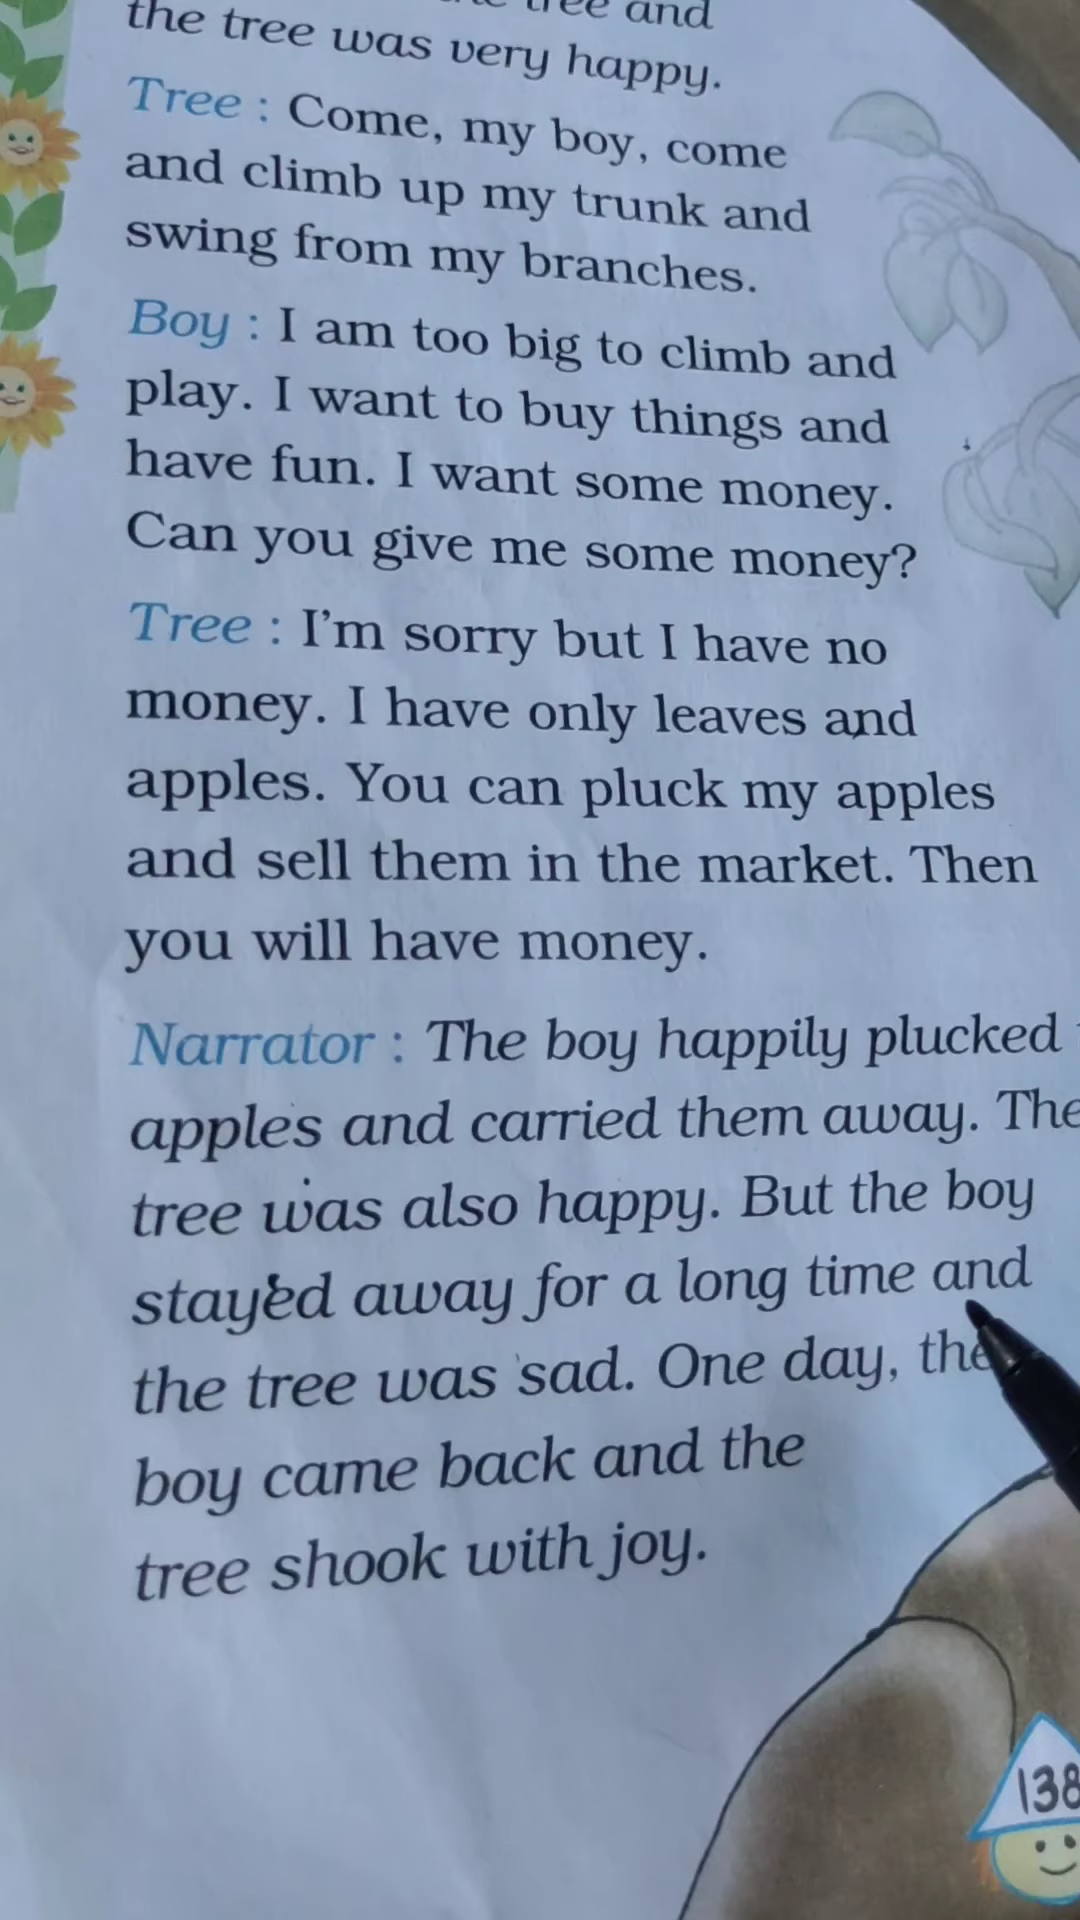 tree and
the tree was very happy.
Tree : Come, my boy, come
and climb up my trunk and
swing from my branches.
Boy : I am too big to climb and
play. I want to buy things and
have fun. I want some money.
Can you give me some money?
Tree : I'm sorry but I have no
money. I have only leaves and
apples. You can pluck my apples
and sell them in the market. Then
you will have money.
Narrator : The boy happily plucked
apples and carried them away. The
tree was also happy. But the boy
stayed away for a long time and
the tree was sad. One day, the
boy came back and the
tree shook with joy.
138